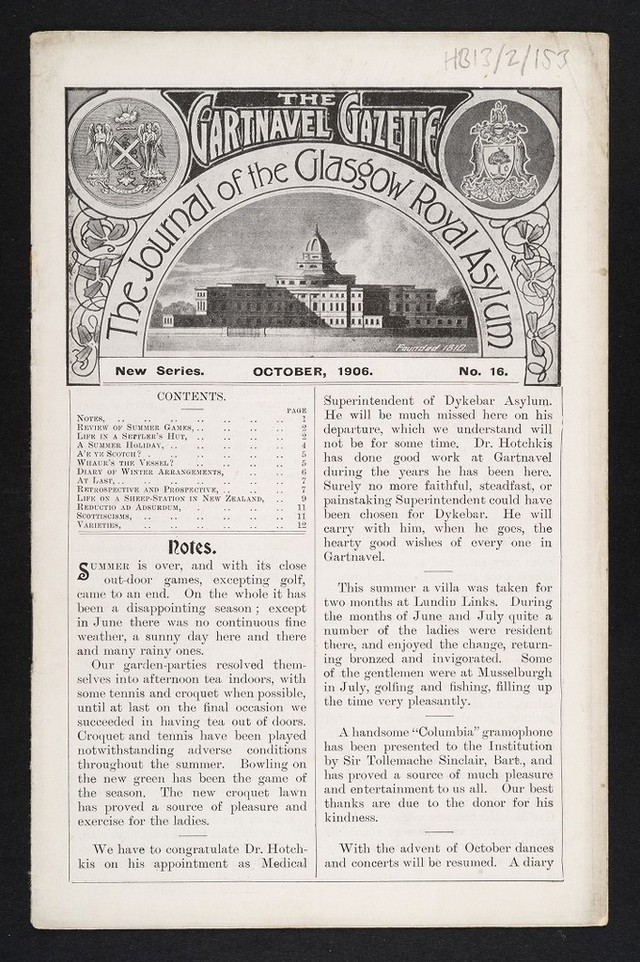 HB13/2/153
THE
GARTNAVEL GAZETTE
The Journal of the Glasgow Royal Asylum
Founded 1810.
New Series. OCTOBER, 1906. No. 16.
CONTENTS.
PAGE
NOTES, .. .. .. .. .. .. .. 1
REVIEW OF SUMMER GAMES, .. .. .. .. 2
LIFE IN A SETTLER'S HUT, .. .. .. .. 2
A SUMMER HOLIDAY, .. .. .. .. .. 4
A'E YE SCOTCH? . .. .. .. .. .. 5
WHAUR'S THE VESSEL? .. .. .. .. 5
DIARY OF WINTER ARRANGEMENTS, .. .. .. 6
AT LAST, .. .. .. .. .. .. .. 7
RETROSPECTIVE AND PROSPECTIVE, .. .. .. 7
LIFE ON A SHEEP-STATION IN NEW ZEALAND, .. 9
REDUCTIO AD ABSURDUM, .. .. .. .. 11
SCOTTISCISMS, .. .. .. .. .. .. 11
VARIETIES, .. .. .. .. .. .. 12
Notes.
SUMMER is over, and with its close
out-door games, excepting golf,
came to an end. On the whole it has
been a disappointing season; except
in June there was no continuous fine
weather, a sunny day here and there
and many rainy ones.
Our garden-parties resolved them-
selves into afternoon tea indoors, with
some tennis and croquet when possible,
until at last on the final occasion we
succeeded in having tea out of doors.
Croquet and tennis have been played
notwithstanding adverse conditions
throughout the summer. Bowling on
the new green has been the game of
the season. The new croquet lawn
has proved a source of pleasure and
exercise for the ladies.
We have to congratulate Dr. Hotch-
kis on his appointment as Medical
Superintendent of Dykebar Asylum.
He will be much missed here on his
departure, which we understand will
not be for some time. Dr. Hotchkis
has done good work at Gartnavel
during the years he has been here.
Surely no more faithful, steadfast, or
painstaking Superintendent could have
been chosen for Dykebar. He will
carry with him, when he goes, the
hearty good wishes of every one in
Gartnavel.
This summer a villa was taken for
two months at Lundin Links. During
the months of June and July quite a
number of the ladies were resident
there, and enjoyed the change, return-
ing bronzed and invigorated. Some
of the gentlemen were at Musselburgh
in July, golfing and fishing, filling up
the time very pleasantly.
A handsome "Columbia" gramophone
has been presented to the Institution
by Sir Tollemache Sinclair, Bart., and
has proved a source of much pleasure
and entertainment to us all. Our best
thanks are due to the donor for his
kindness.
With the advent of October dances
and concerts will be resumed. A diary